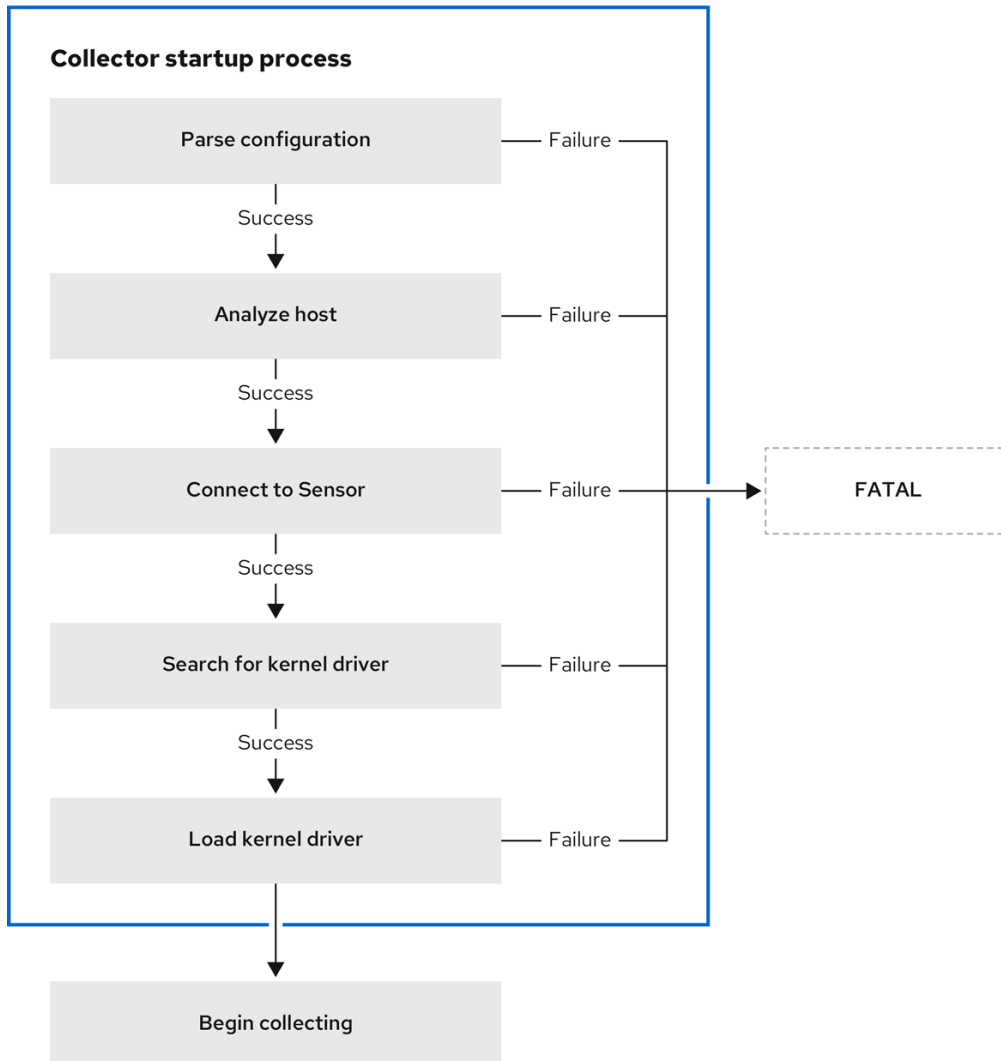 Collector startup process
Parse configuration
Failure
Success
Analyze host
Failure
Success
Connect to Sensor
Failure
FATAL
Success
Search for kernel driver
Failure
Success
Load kernel driver
Failure
Begin collecting